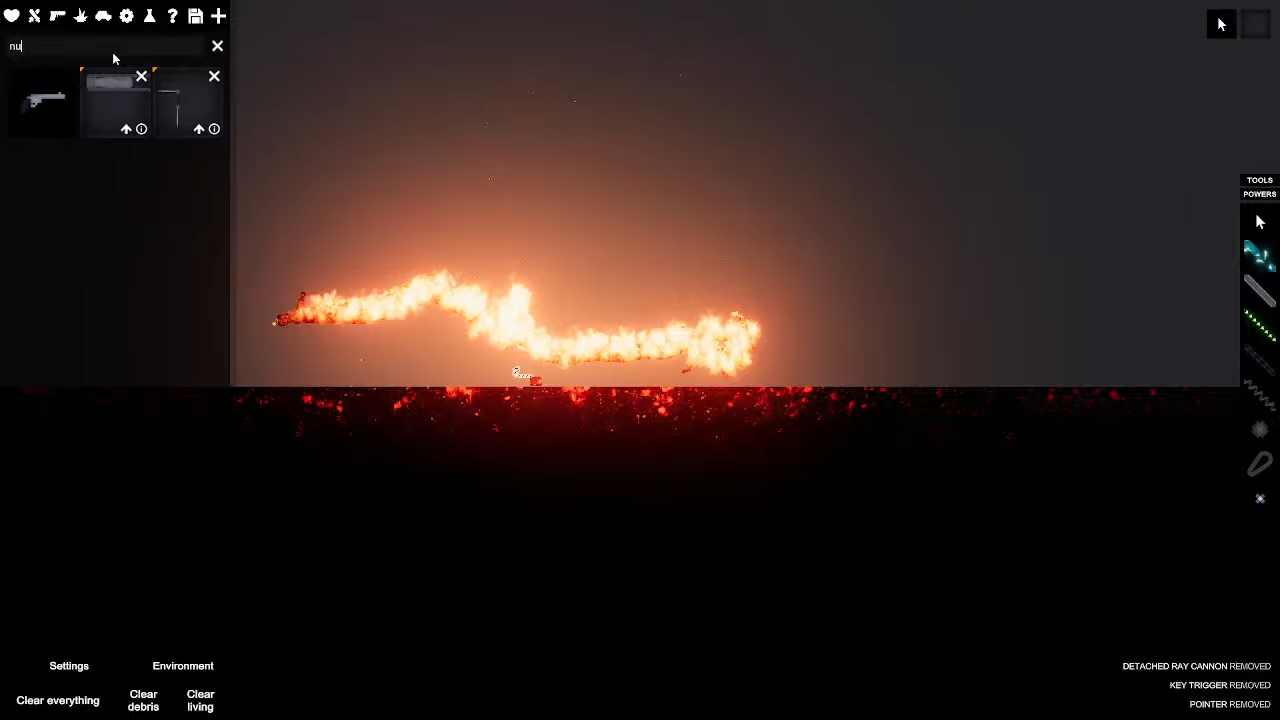 nu
TOOLS
POWERS
Settings
Environment
Clear everything
Clear
debris
Clear
living
DETACHED RAY CANNON REMOVED
KEY TRIGGER REMOVED
POINTER REMOVED